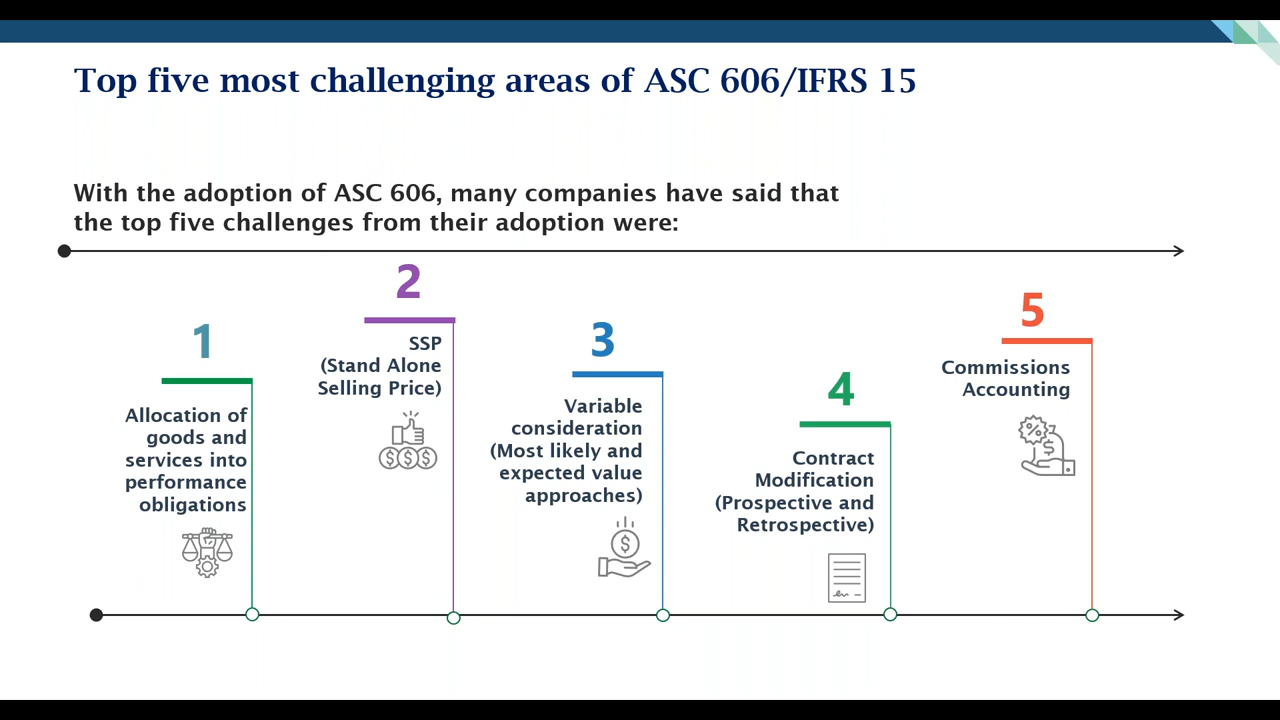 Top five most challenging areas of ASC 606/IFRS 15
With the adoption of ASC 606, many companies have said that
the top five challenges from their adoption were:
1
Allocation of
goods and
services into
performance
obligations
2
SSP
(Stand Alone
Selling Price)
3
Variable
consideration
(Most likely and
expected value
approaches)
4
Contract
Modification
(Prospective and
Retrospective)
5
Commissions
Accounting